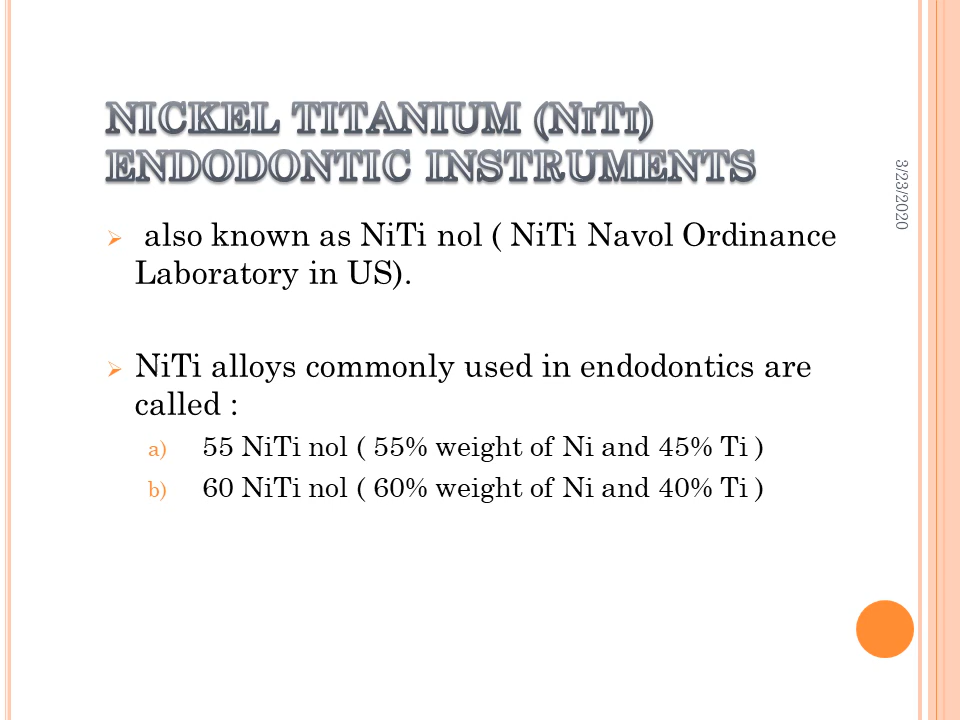 NICKEL TITANIUM (NiTi)
ENDODONTIC INSTRUMENTS
3/23/2020
➢ also known as NiTi nol ( NiTi Navol Ordinance
Laboratory in US).
➢ NiTi alloys commonly used in endodontics are
called :
a) 55 NiTi nol ( 55% weight of Ni and 45% Ti )
b) 60 NiTi nol ( 60% weight of Ni and 40% Ti )